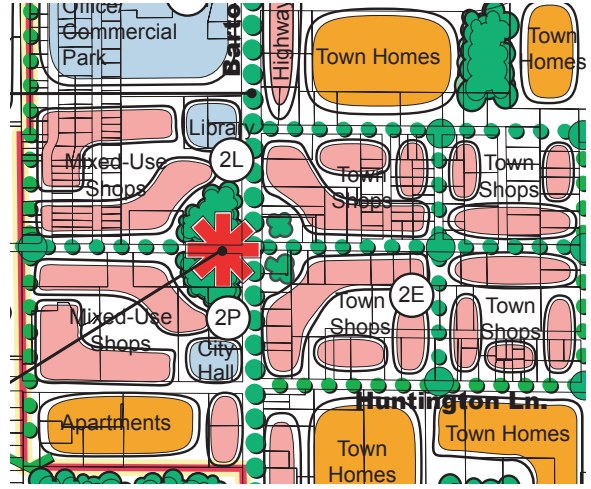 Office/
Commercial
Park
Highway
Town Homes
Town
Homes
Library
Mixed-Use
Shops
2L
Town
Shops
Town
Shops
Mixed-Use
Shops
2P
Town
Shops
2E
Town
Shops
City
Hall
Huntington Ln.
Apartments
Town
Homes
Town Homes